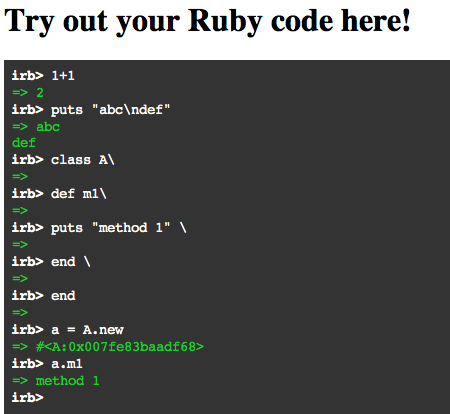 Try out your Ruby code here!
irb> 1+1
=> 2
irb> puts "abc\ndef"
=> abc
def
irb> class A\
=>
irb> def m1\
=>
irb> puts "method 1" \
=>
irb> end \
=>
irb> end
=>
irb> a = A.new
=> #<A:0x007fe83baadf68>
irb> a.m1
=> method 1
irb>